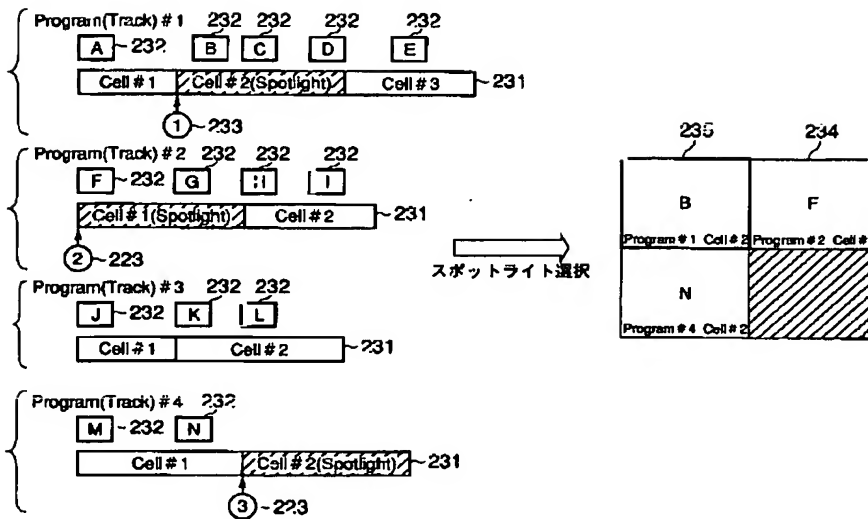 Program(Track) #1
232 232 232 232
A 232 B C D E
Cell #1 Cell #2(Spotlight) Cell #3 231
1 233
Program(Track) #2
232 232 232
F 232 G H I
Cell #1(Spotlight) Cell #2 231
2 223
Program(Track) #3
232 232
J 232 K L
Cell #1 Cell #2 231
Program(Track) #4
232
M 232 N
Cell #1 Cell #2(Spotlight) 231
3 223
スポットライト選択
235 234
B F
Program #1 Cell #2 Program #2 Cell #
N
Program #4 Cell #2